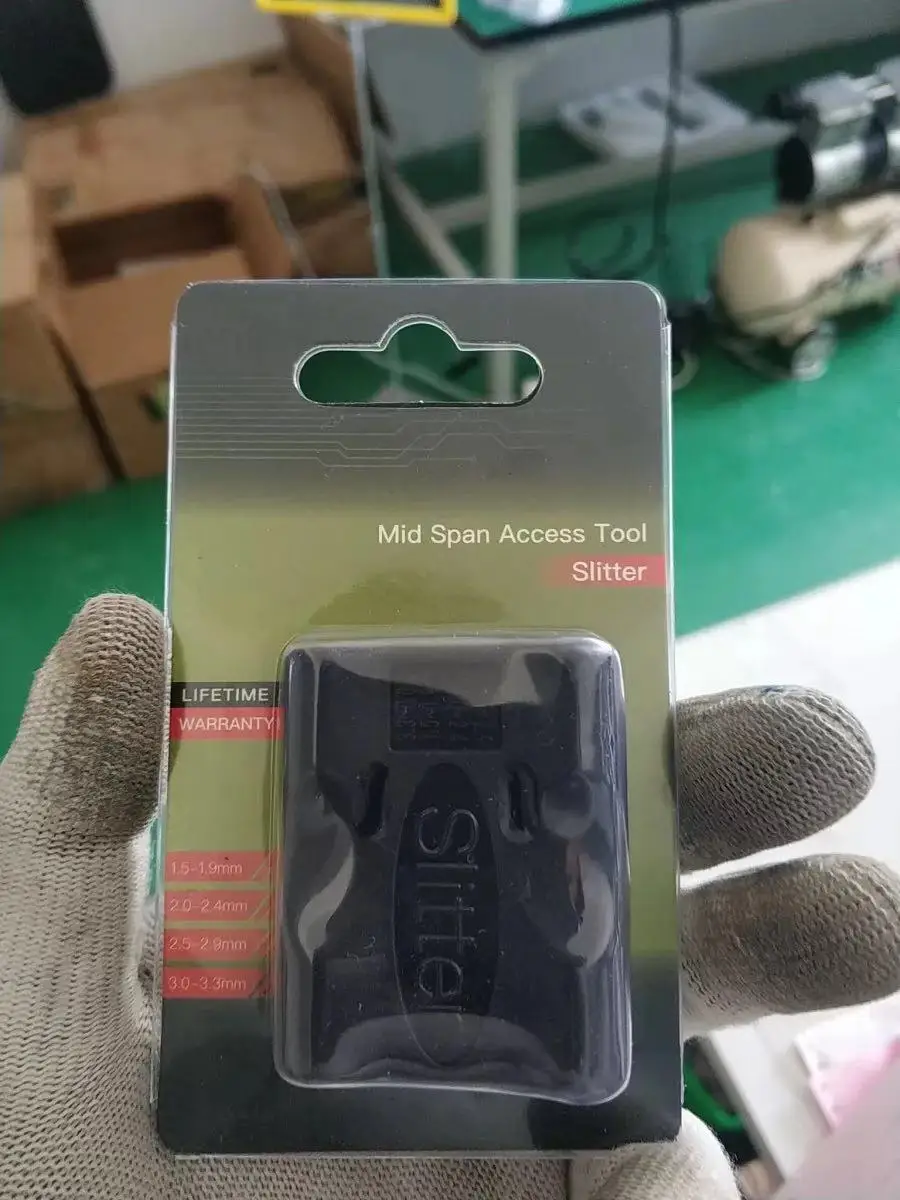 Mid Span Access Tool
Slitter
LIFETIME
WARRANTY
1.5-1.9mm
2.0-2.4mm
2.5-2.9mm
3.0-3.3mm
Slitter